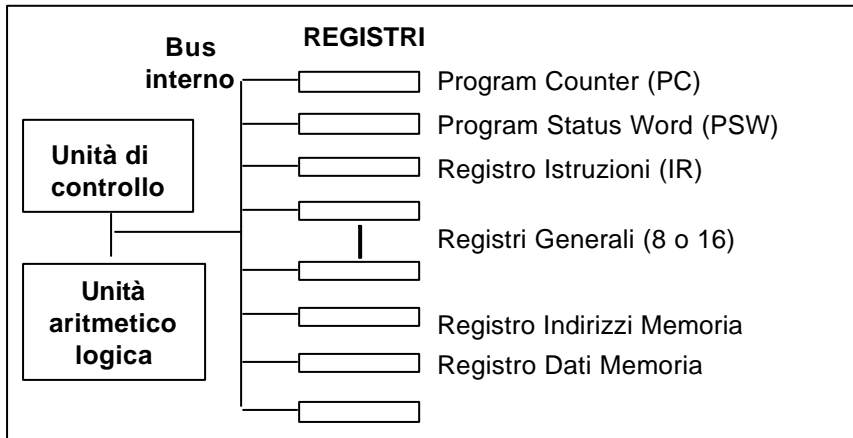 Bus
interno
REGISTRI
Program Counter (PC)
Program Status Word (PSW)
Registro Istruzioni (IR)
Registri Generali (8 o 16)
Registro Indirizzi Memoria
Registro Dati Memoria
Unità di
controllo
Unità
aritmetico
logica